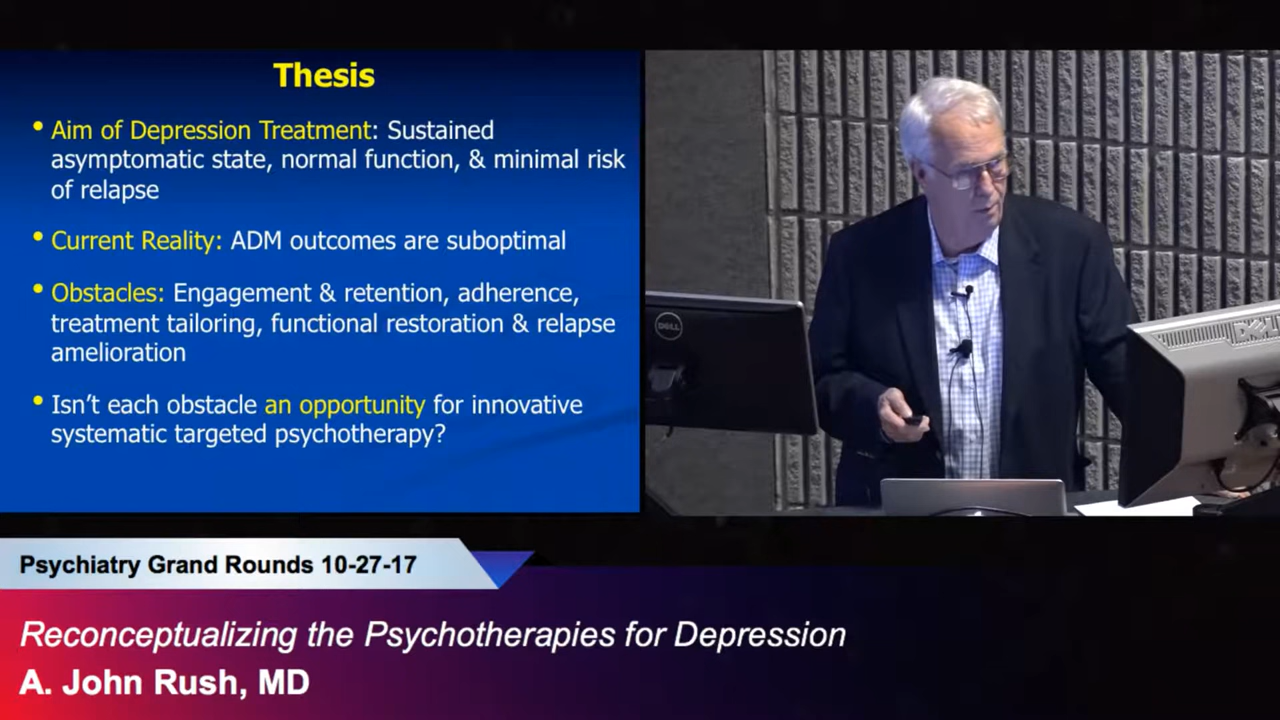 Thesis
• Aim of Depression Treatment: Sustained
asymptomatic state, normal function, & minimal risk
of relapse
• Current Reality: ADM outcomes are suboptimal
• Obstacles: Engagement & retention, adherence,
treatment tailoring, functional restoration & relapse
amelioration
• Isn't each obstacle an opportunity for innovative
systematic targeted psychotherapy?
DELL
DELL
Psychiatry Grand Rounds 10-27-17
Reconceptualizing the Psychotherapies for Depression
A. John Rush, MD